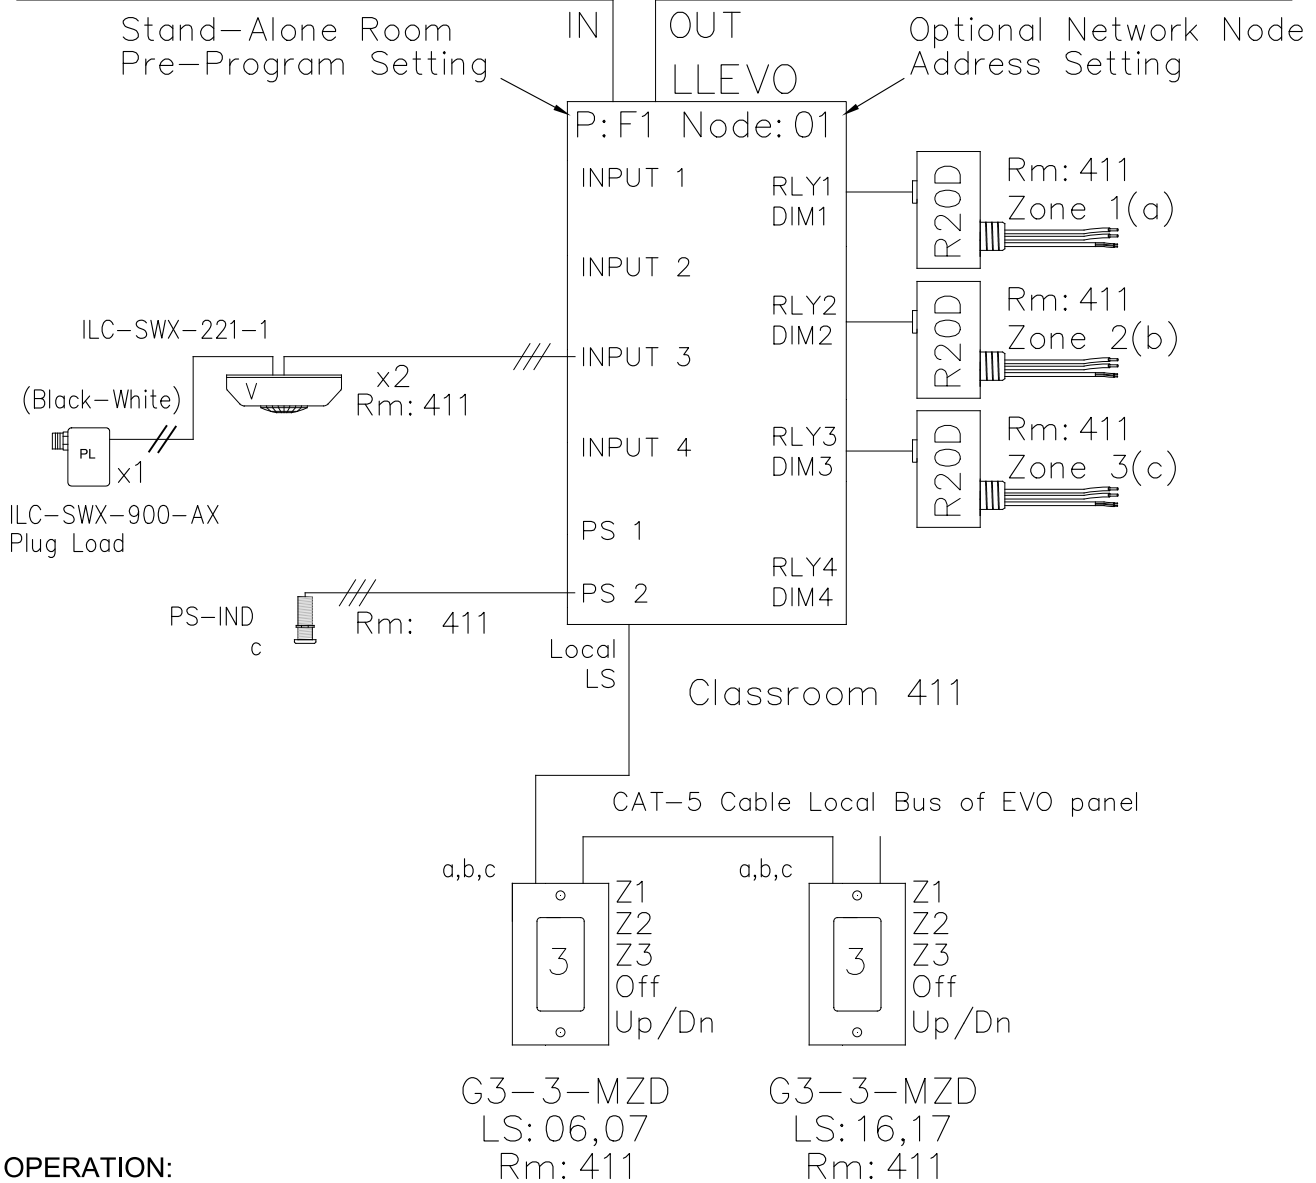 Stand-Alone Room
Pre-Program Setting
IN
OUT
LLEVO
Optional Network Node
Address Setting
P: F1 Node: 01
INPUT 1
INPUT 2
INPUT 3
INPUT 4
PS 1
PS 2
RLY1
DIM1
RLY2
DIM2
RLY3
DIM3
RLY4
DIM4
R20D
Rm: 411
Zone 1(a)
R20D
Rm: 411
Zone 2(b)
R20D
Rm: 411
Zone 3(c)
ILC-SWX-221-1
V
x2
Rm: 411
(Black-White)
PL
x1
ILC-SWX-900-AX
Plug Load
PS-IND
c
Rm: 411
Local
LS
Classroom 411
CAT-5 Cable Local Bus of EVO panel
a,b,c
3
Z1
Z2
Z3
Off
Up/Dn
G3-3-MZD
LS: 06,07
Rm: 411
a,b,c
3
Z1
Z2
Z3
Off
Up/Dn
G3-3-MZD
LS: 16,17
Rm: 411
OPERATION: